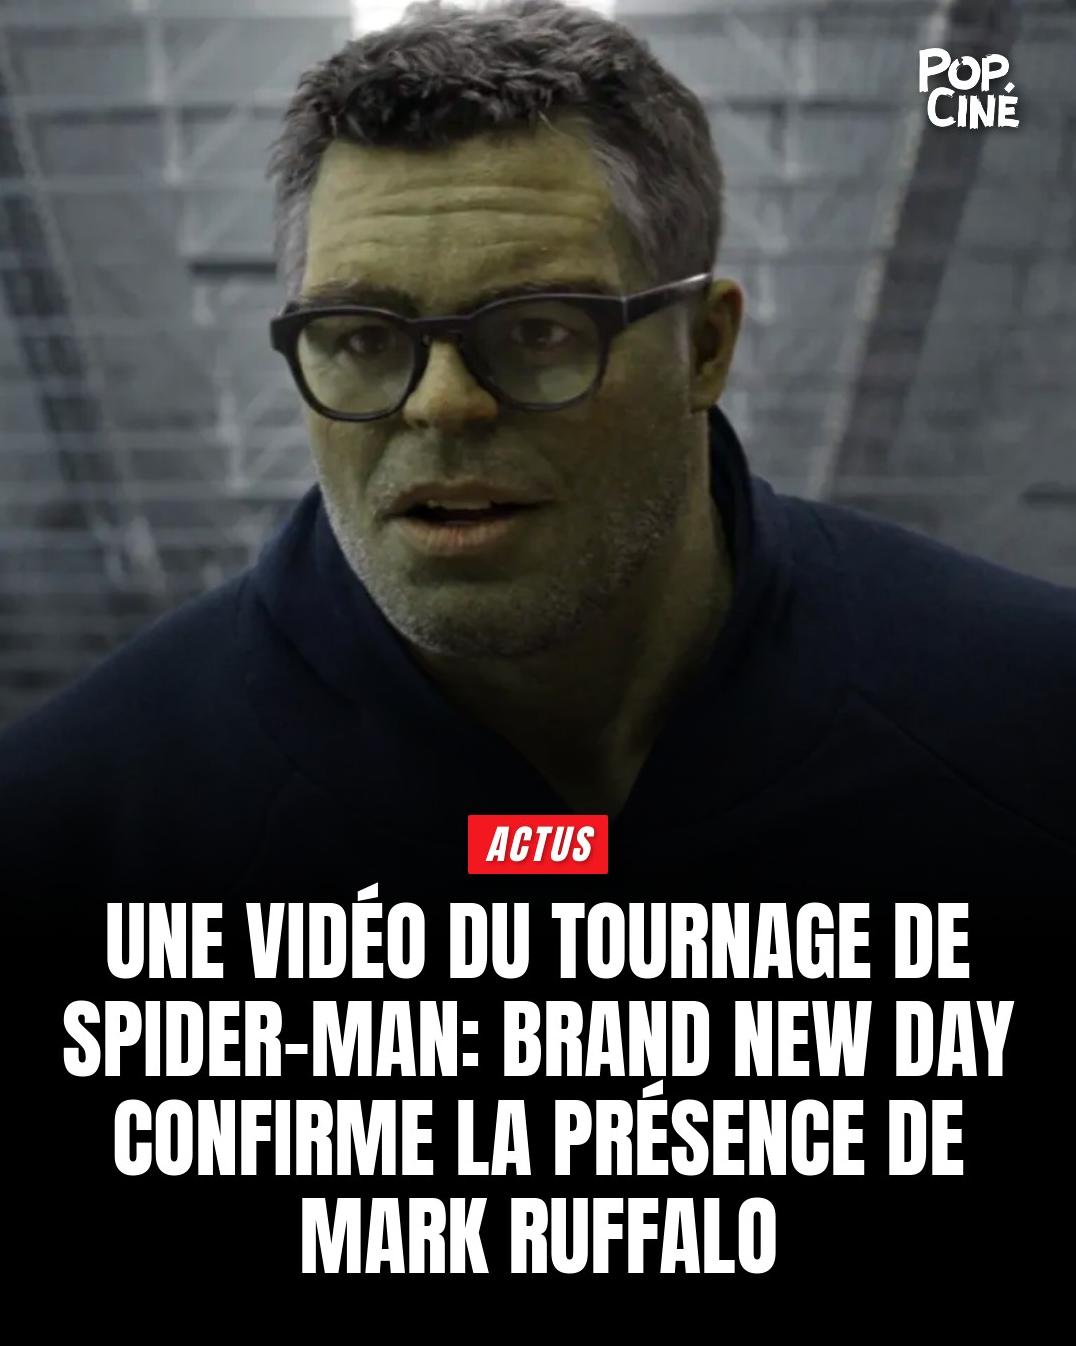 POP.
CINÉ
ACTUS
UNE VIDÉO DU TOURNAGE DE
SPIDER-MAN: BRAND NEW DAY
CONFIRME LA PRÉSENCE DE
MARK RUFFALO